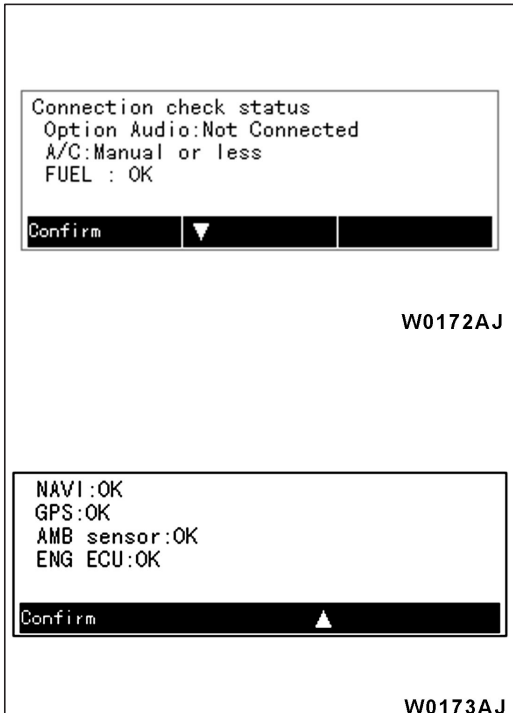 Connection check status
Option Audio:Not Connected
A/C:Manual or less
FUEL : OK
Confirm ▼
W0172AJ
NAVI:OK
GPS:OK
AMB sensor:OK
ENG ECU:OK
Confirm ▲
W0173AJ